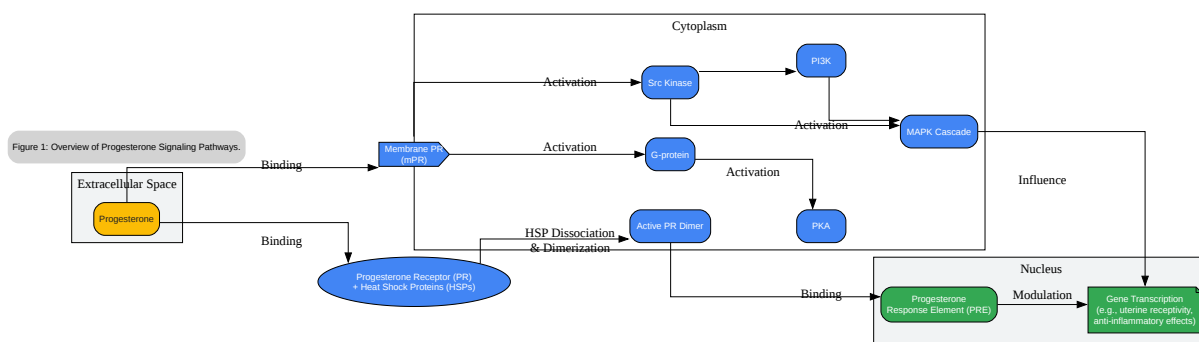 Cytoplasm
PI3K
Activation
Src Kinase
Activation
MAPK Cascade
Figure 1: Overview of Progesterone Signaling Pathways.
Membrane PR
(mPR)
Activation
G-protein
Binding
Activation
Influence
Extracellular Space
Progesterone
Binding
HSP Dissociation
& Dimerization
Active PR Dimer
PKA
Progesterone Receptor (PR)
+ Heat Shock Proteins (HSPs)
Nucleus
Binding
Progesterone
Response Element (PRE)
Modulation
Gene Transcription
(e.g., uterine receptivity,
anti-inflammatory effects)